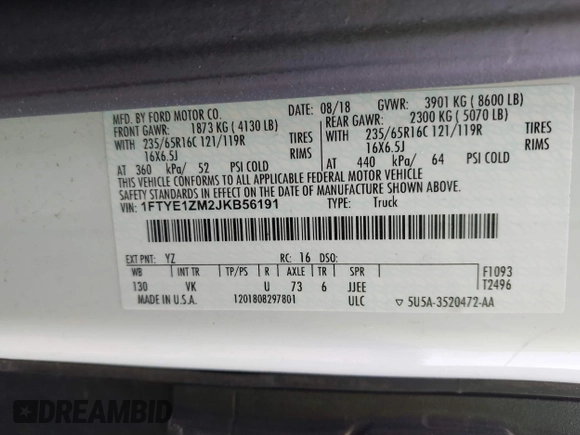 MFD. BY FORD MOTOR CO. 08/18 GVWR: 3901 KG ( 8600 LB)
FRONT GAWR: 1873 KG ( 4130 LB) REAR GAWR: 2300 KG ( 5070 LB)
235/65R16C 121/119R TIRES 235/65R16C 121/119R TIRES
16X6.5J RIMS 16X6.5J RIMS
AT 360 kPa/ 52 PSI COLD AT 440 kPa/ 64 PSI COLD
THIS VEHICLE CONFORMS TO ALL APPLICABLE FEDERAL MOTOR VEHICLE
SAFETY STANDARDS IN EFFECT ON THE DATE OF MANUFACTURE SHOWN ABOVE.
VIN: 1FTYE1ZM2JKB56191 TYPE: Truck
EXT PNT: YZ RC: 16 DSO:
WB INT TR TP/PS R AXLE TR SPR F1093
130 VK U 73 6 JJEE T2496
MADE IN U.S.A. 1201808297801 ULC ▽ 5U5A-3520472-AA
DREAMBID